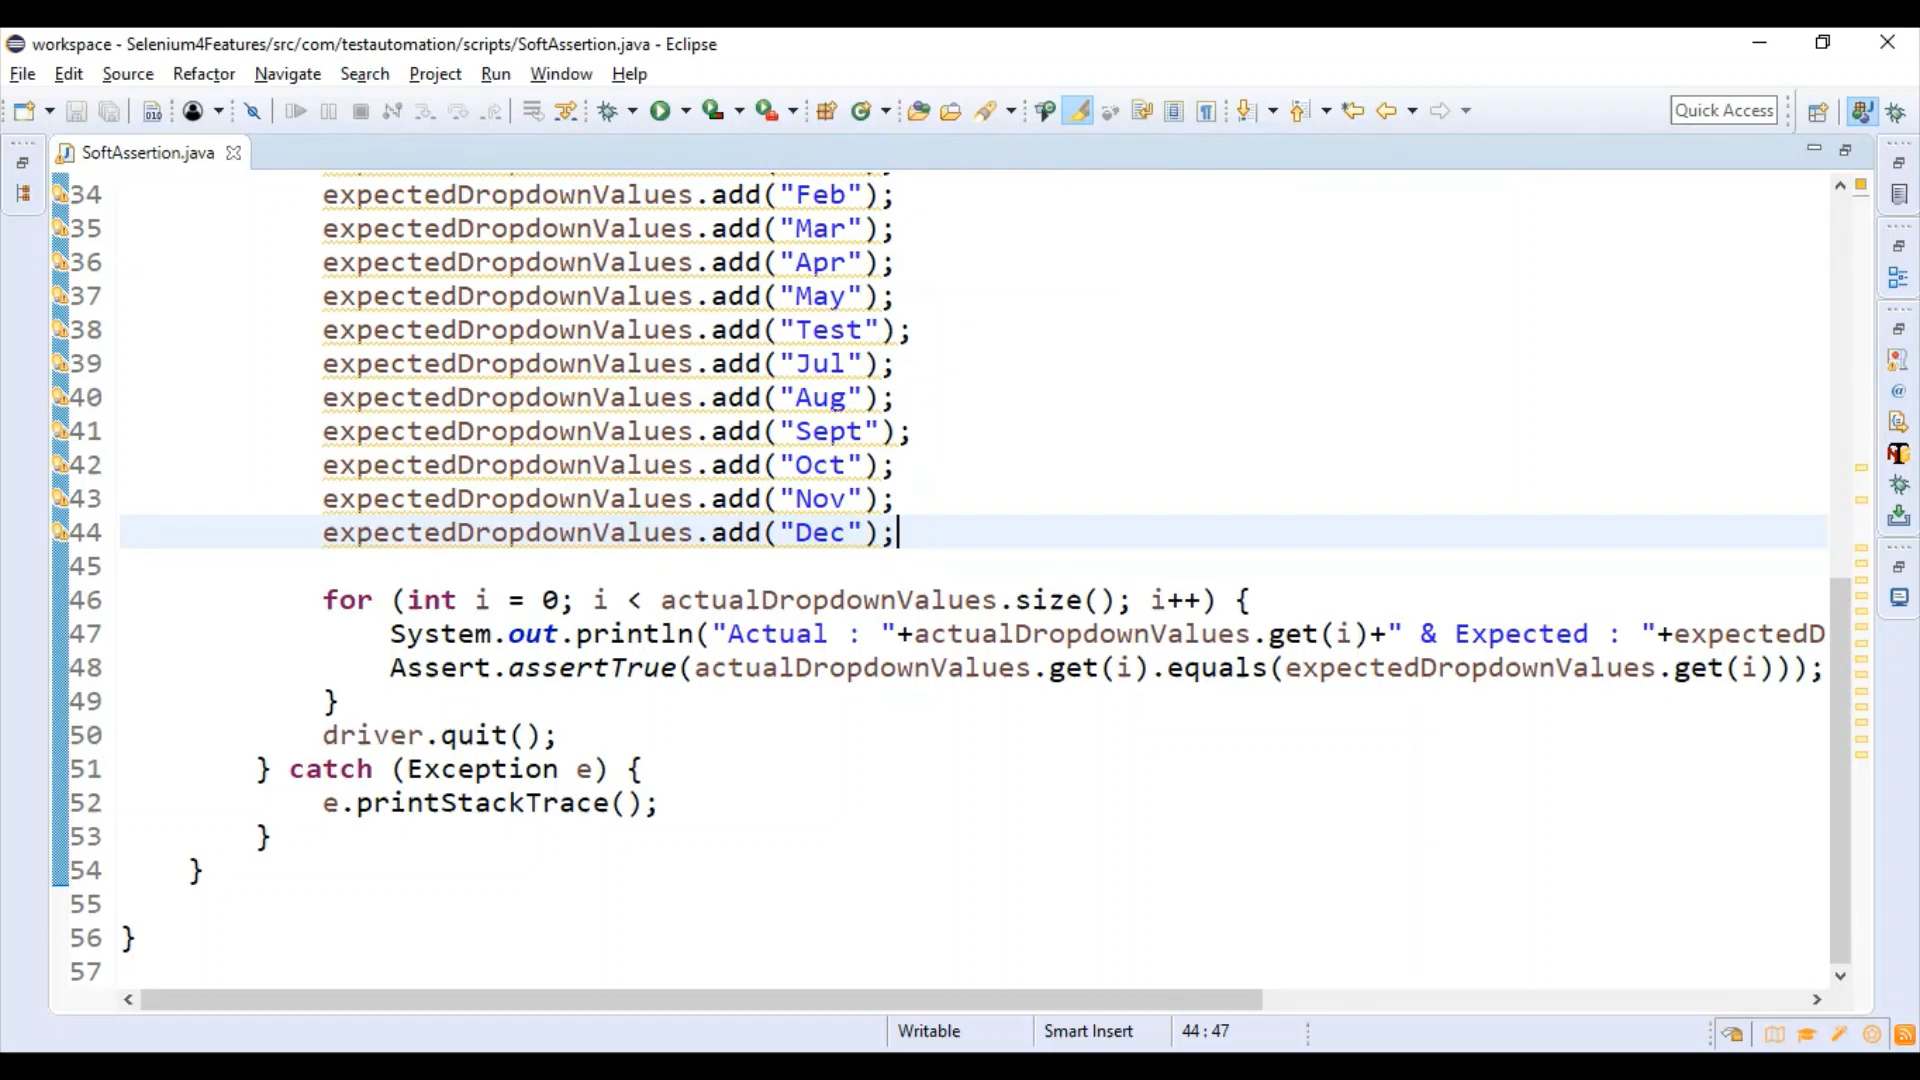 workspace - Selenium4Features/src/com/testautomation/scripts/SoftAssertion.java - Eclipse
File Edit Source Refactor Navigate Search Project Run Window Help
Quick Access
SoftAssertion.java
34 expectedDropdownValues.add("Feb");
35 expectedDropdownValues.add("Mar");
36 expectedDropdownValues.add("Apr");
37 expectedDropdownValues.add("May");
38 expectedDropdownValues.add("Test");
39 expectedDropdownValues.add("Jul");
40 expectedDropdownValues.add("Aug");
41 expectedDropdownValues.add("Sept");
42 expectedDropdownValues.add("Oct");
43 expectedDropdownValues.add("Nov");
44 expectedDropdownValues.add("Dec");
45
46 for (int i = 0; i < actualDropdownValues.size(); i++) {
47 System.out.println("Actual : "+actualDropdownValues.get(i)+" & Expected : "+expectedD
48 Assert.assertTrue(actualDropdownValues.get(i).equals(expectedDropdownValues.get(i)));
49 }
50 driver.quit();
51 } catch (Exception e) {
52 e.printStackTrace();
53 }
54 }
55
56 }
57
Writable Smart Insert 44 : 47